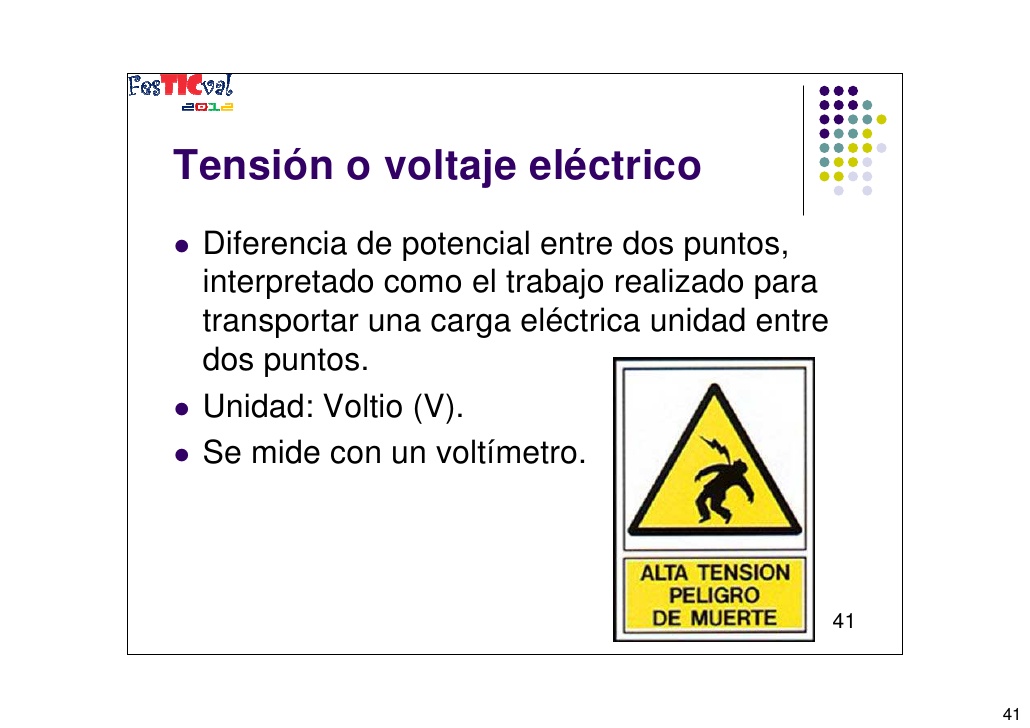 FesTICval
2012
Tensión o voltaje eléctrico
● Diferencia de potencial entre dos puntos,
interpretado como el trabajo realizado para
transportar una carga eléctrica unidad entre
dos puntos.
● Unidad: Voltio (V).
● Se mide con un voltímetro.
ALTA TENSION
PELIGRO
DE MUERTE
41
41